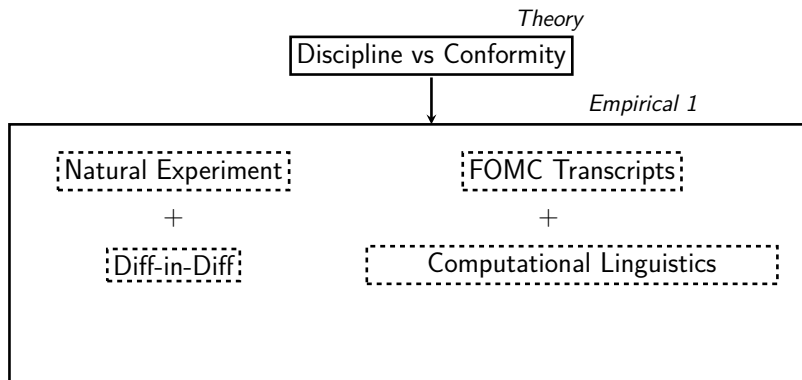 Theory
Discipline vs Conformity
Empirical 1
Natural Experiment
FOMC Transcripts
+
+
Diff-in-Diff
Computational Linguistics